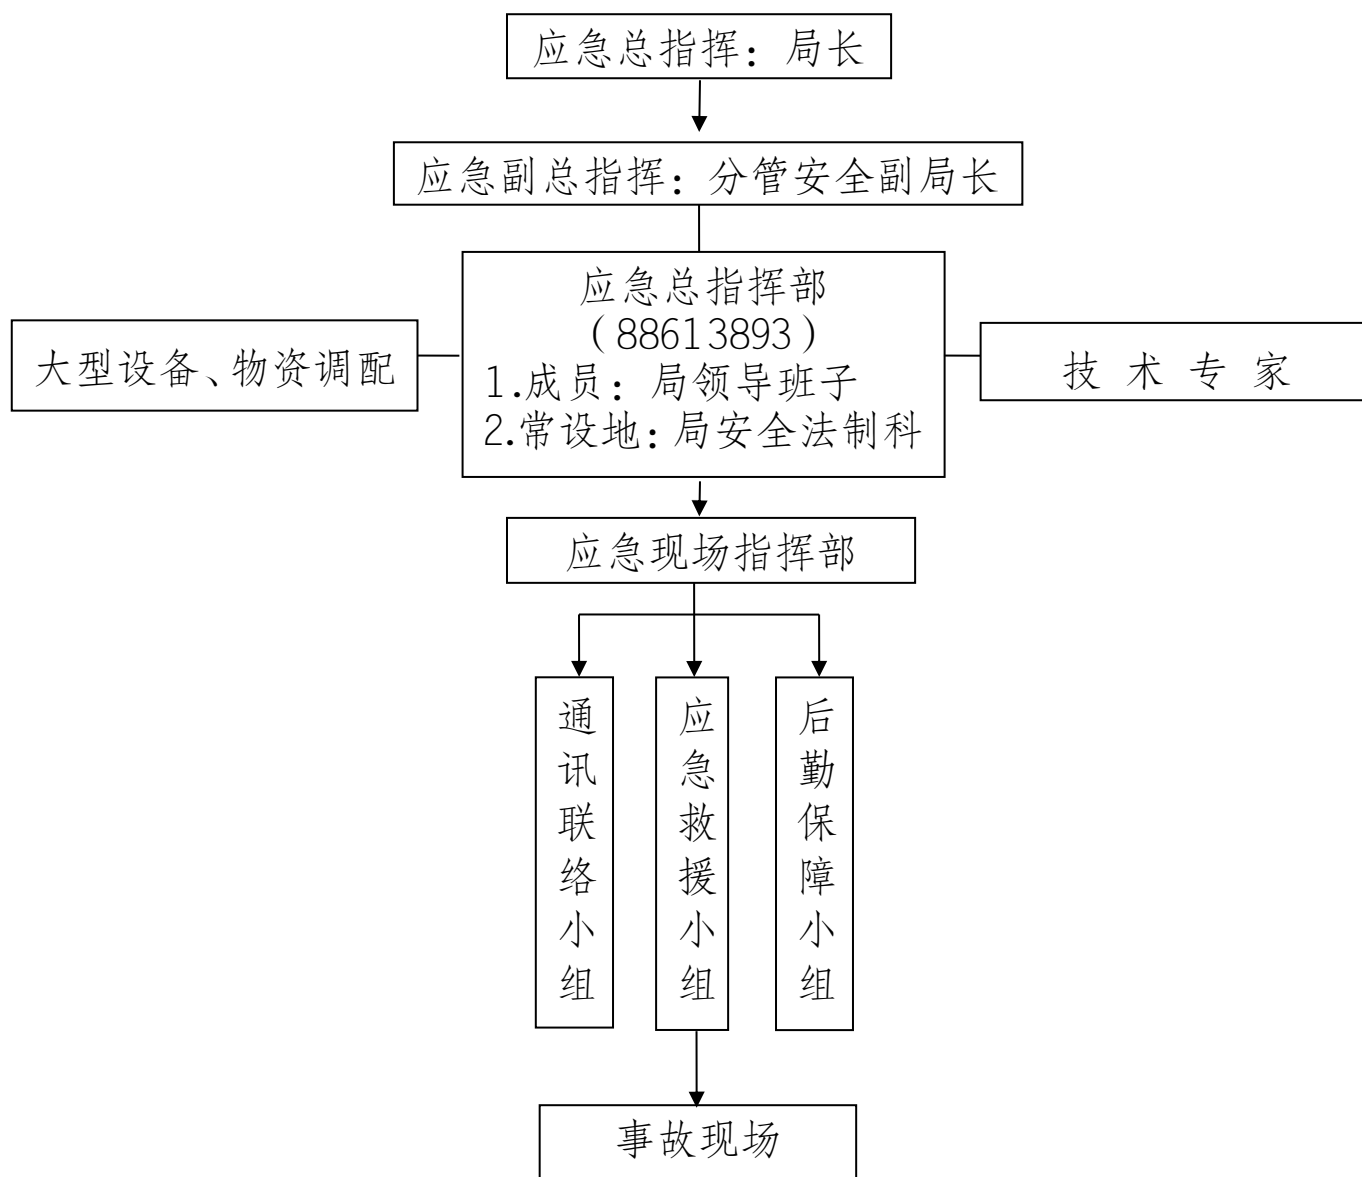 应急总指挥：局长
应急副总指挥：分管安全副局长
应急总指挥部
（88613893）
1.成员：局领导班子
2.常设地：局安全法制科
大型设备、物资调配
技 术 专 家
应急现场指挥部
通讯联络小组
应急救援小组
后勤保障小组
事故现场